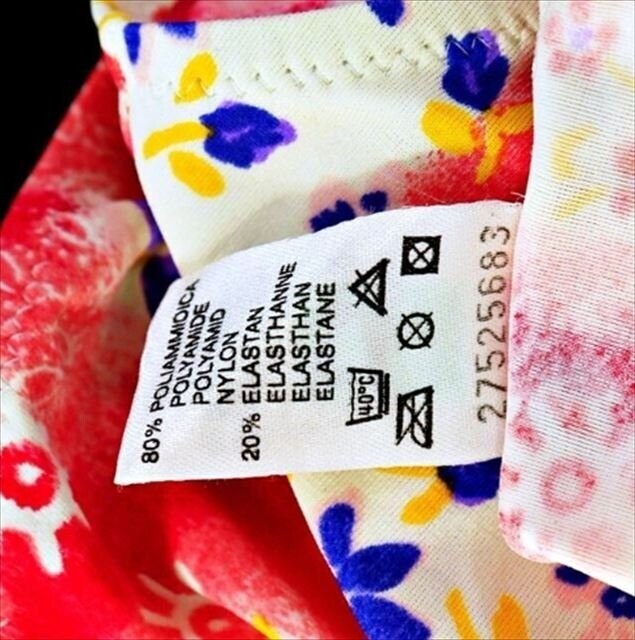 80% POLIAMMIDICA
POLYAMIDE
POLYAMID
NYLON
20% ELASTAN
ELASTHANNE
ELASTHAN
ELASTANE
40°C
27525683